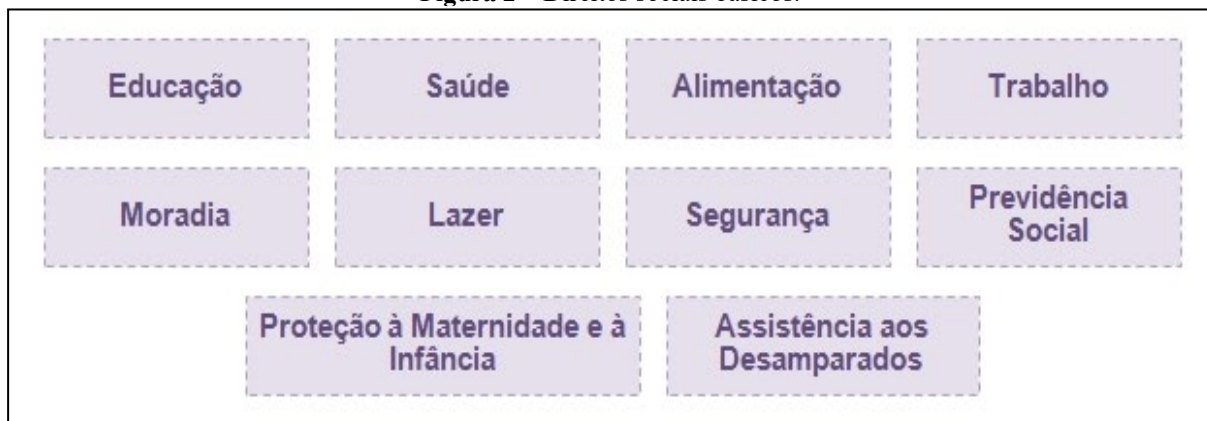 Educação Saúde Alimentação Trabalho
Moradia Lazer Segurança Previdência
Social
Proteção à Maternidade e à
Infância
Assistência aos
Desamparados